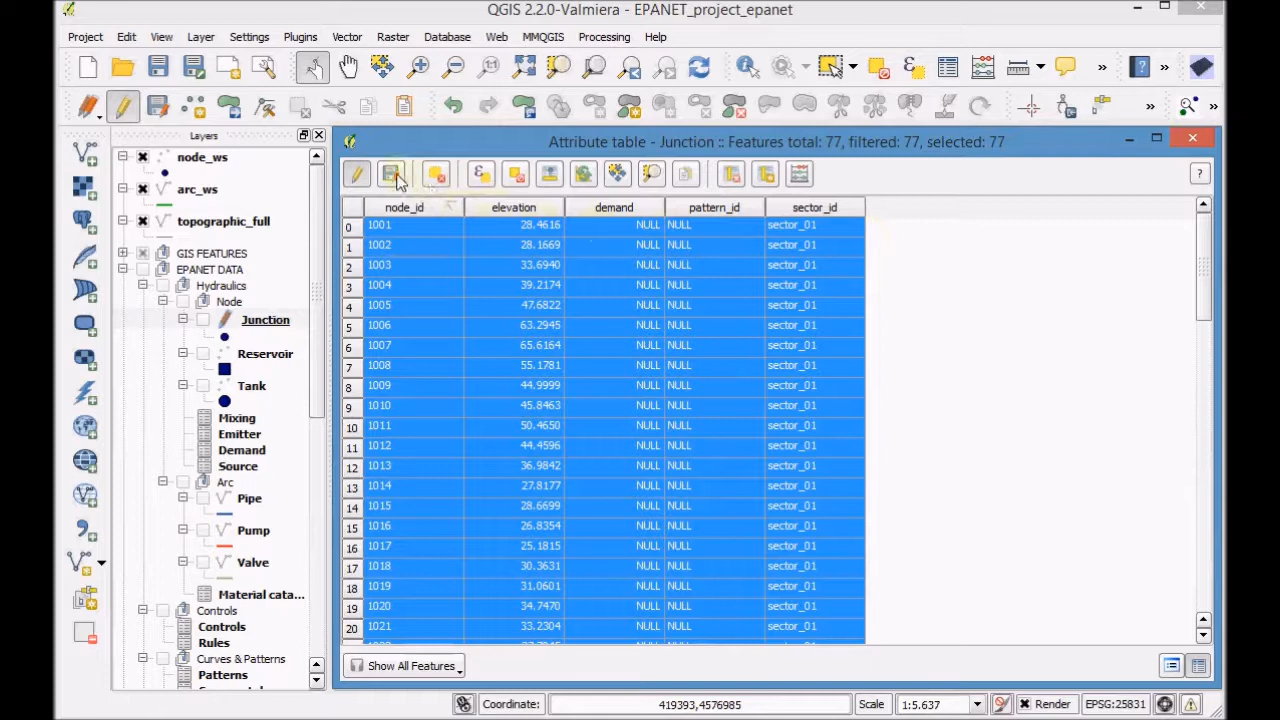 QGIS 2.2.0-Valmiera - EPANET_project_epanet
Project Edit View Layer Settings Plugins Vector Raster Database Web MMQGIS Processing Help
Layers
node_ws
arc_ws
topographic_full
GIS FEATURES
EPANET DATA
Hydraulics
Node
Junction
Reservoir
Tank
Mixing
Emitter
Demand
Source
Arc
Pipe
Pump
Valve
Material cata...
Controls
Controls
Rules
Curves & Patterns
Patterns
Attribute table - Junction :: Features total: 77, filtered: 77, selected: 77
node_id elevation demand pattern_id sector_id
0 1001 28.4616 NULL NULL sector_01
1 1002 28.1669 NULL NULL sector_01
2 1003 33.6940 NULL NULL sector_01
3 1004 39.2174 NULL NULL sector_01
4 1005 47.6822 NULL NULL sector_01
5 1006 63.2945 NULL NULL sector_01
6 1007 65.6164 NULL NULL sector_01
7 1008 55.1781 NULL NULL sector_01
8 1009 44.9999 NULL NULL sector_01
9 1010 45.8463 NULL NULL sector_01
10 1011 50.4650 NULL NULL sector_01
11 1012 44.4596 NULL NULL sector_01
12 1013 36.9842 NULL NULL sector_01
13 1014 27.8177 NULL NULL sector_01
14 1015 28.6699 NULL NULL sector_01
15 1016 26.8354 NULL NULL sector_01
16 1017 25.1815 NULL NULL sector_01
17 1018 30.3631 NULL NULL sector_01
18 1019 31.0601 NULL NULL sector_01
19 1020 34.7470 NULL NULL sector_01
20 1021 33.2304 NULL NULL sector_01
Show All Features
Coordinate: 419393,4576985 Scale 1:5.637 Render EPSG:25831